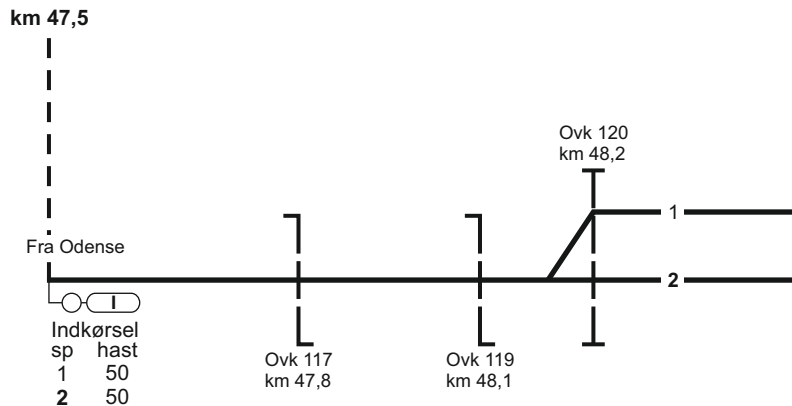 km 47,5
Ovk 120
km 48,2
1
Fra Odense
2
I
Indkørsel
sp hast
1 50
2 50
Ovk 117
km 47,8
Ovk 119
km 48,1